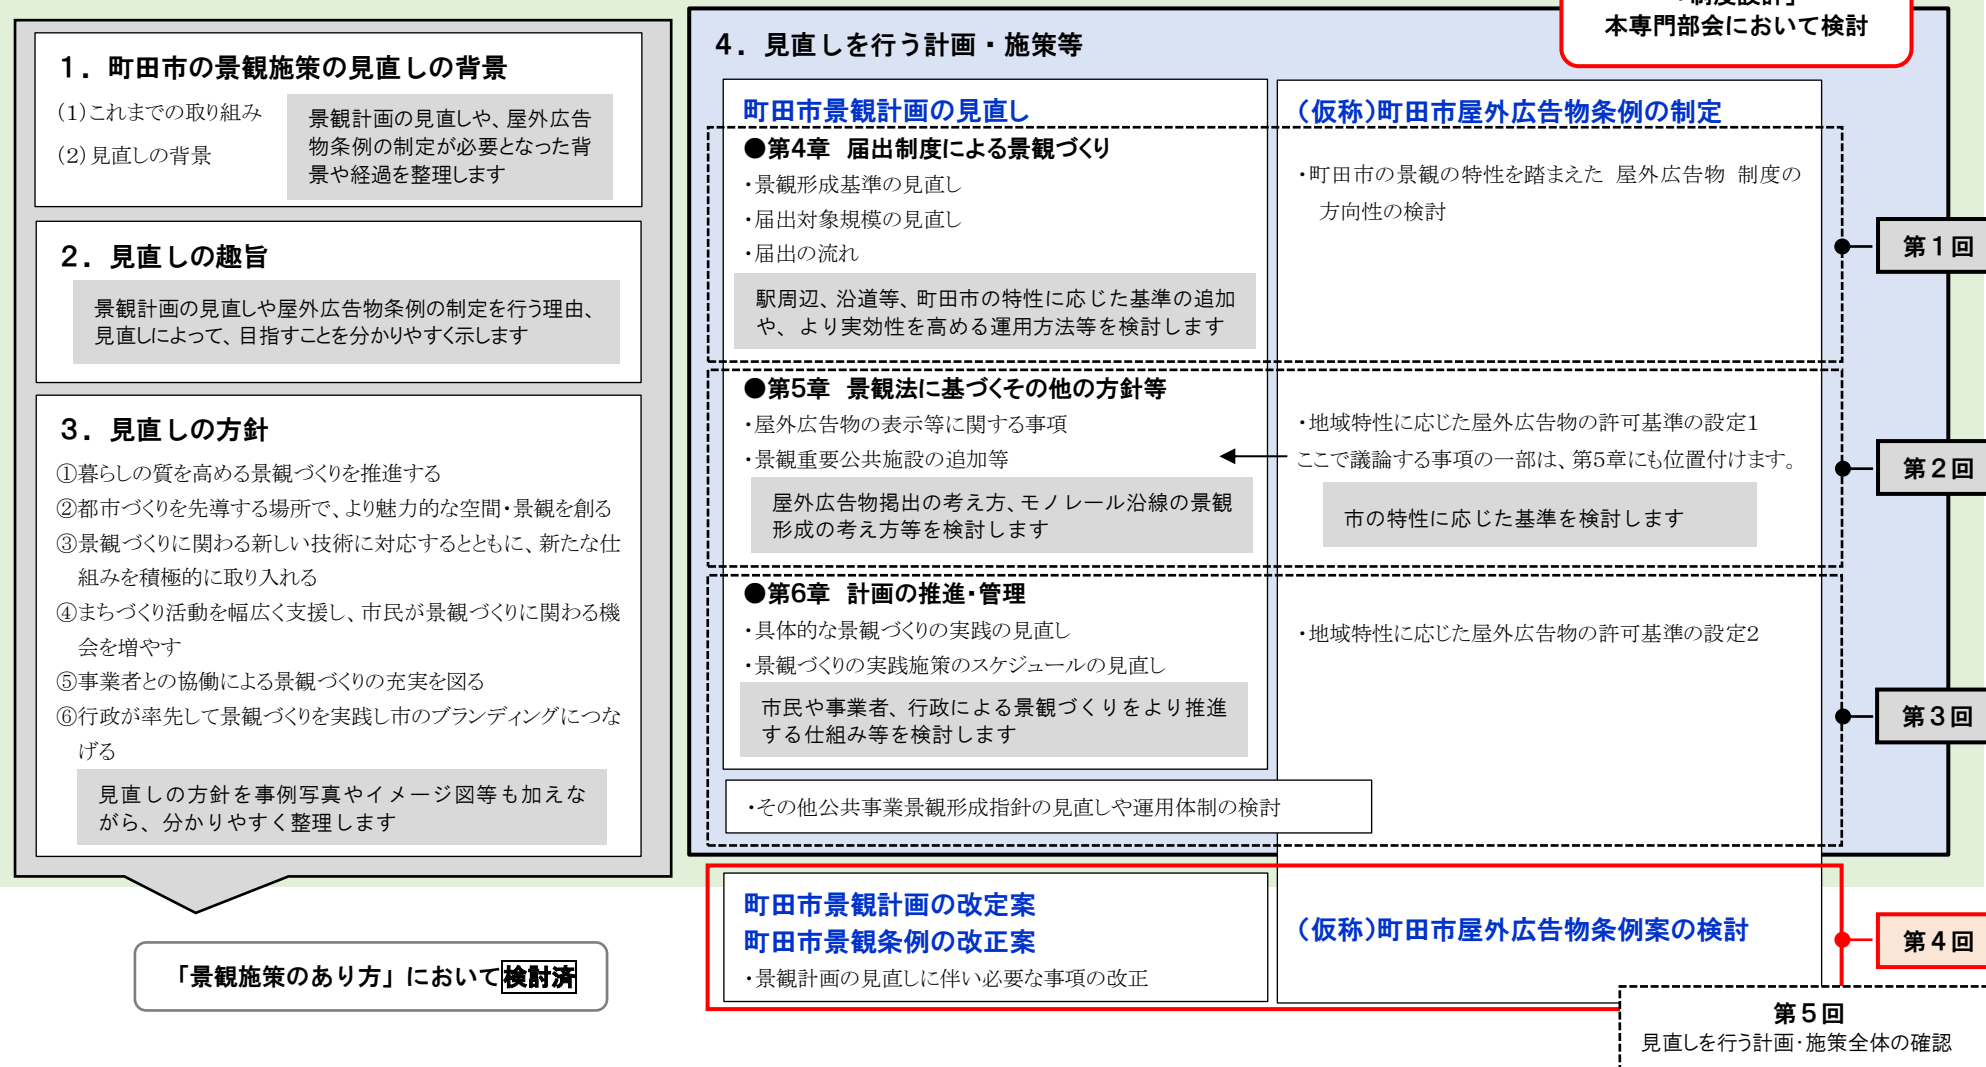 １．町田市の景観施策の見直しの背景
（1）これまでの取り組み
（2）見直しの背景
景観計画の見直しや、屋外広告
物条例の制定が必要となった背
景や経過を整理します
２．見直しの趣旨
景観計画の見直しや屋外広告物条例の制定を行う理由、
見直しによって、目指すことを分かりやすく示します
３．見直しの方針
①暮らしの質を高める景観づくりを推進する
②都市づくりを先導する場所で、より魅力的な空間・景観を創る
③景観づくりに関わる新しい技術に対応するとともに、新たな仕
組みを積極的に取り入れる
④まちづくり活動を幅広く支援し、市民が景観づくりに関わる機
会を増やす
⑤事業者との協働による景観づくりの充実を図る
⑥行政が率先して景観づくりを実践し市のブランディングにつな
げる
見直しの方針を事例写真やイメージ図等も加えな
がら、分かりやすく整理します
「景観施策のあり方」において検討済
「制度設計」
本専門部会において検討
４．見直しを行う計画・施策等
町田市景観計画の見直し
●第4章　届出制度による景観づくり
・景観形成基準の見直し
・届出対象規模の見直し
・届出の流れ
駅周辺、沿道等、町田市の特性に応じた基準の追加
や、より実効性を高める運用方法等を検討します
（仮称）町田市屋外広告物条例の制定
・町田市の景観の特性を踏まえた 屋外広告物 制度の
方向性の検討
第１回
●第5章　景観法に基づくその他の方針等
・屋外広告物の表示等に関する事項
・景観重要公共施設の追加等
屋外広告物掲出の考え方、モノレール沿線の景観
形成の考え方等を検討します
・地域特性に応じた屋外広告物の許可基準の設定1
ここで議論する事項の一部は、第5章にも位置付けます。
市の特性に応じた基準を検討します
第２回
●第6章　計画の推進・管理
・具体的な景観づくりの実践の見直し
・景観づくりの実践施策のスケジュールの見直し
市民や事業者、行政による景観づくりをより推進
する仕組み等を検討します
・地域特性に応じた屋外広告物の許可基準の設定2
第３回
・その他公共事業景観形成指針の見直しや運用体制の検討
町田市景観計画の改定案
町田市景観条例の改正案
・景観計画の見直しに伴い必要な事項の改正
（仮称）町田市屋外広告物条例案の検討
第４回
第５回
見直しを行う計画・施策全体の確認